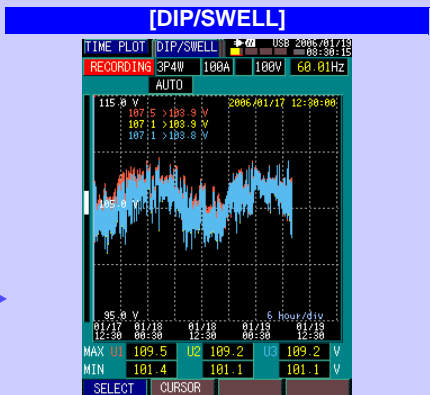 [DIP/SWELL]
TIME PLOT DIP/SWELL USB 2006/01/19
08:30:15
RECORDING 3P4W 100A 100V 60.01Hz
AUTO
115.0 V 2006/01/17 12:30:00
107.5 >103.9 V
107.1 >103.9 V
107.1 >103.8 V
105.0 V
95.0 V 6 hour/div
01/17 01/18 01/18 01/19 01/19
12:30 00:30 12:30 00:30 12:30
MAX U1 109.5 U2 109.2 U3 109.2 V
MIN 101.4 101.1 101.1 V
SELECT CURSOR